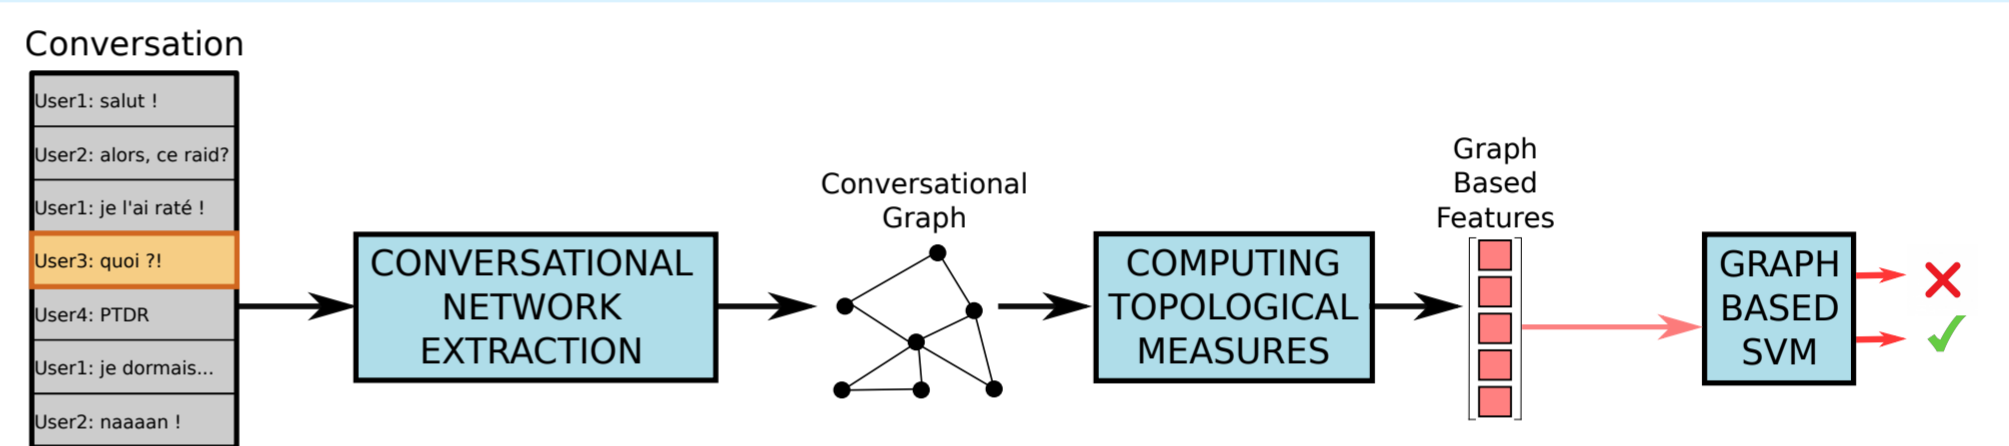 Conversation
User1: salut !
User2: alors, ce raid?
User1: je l'ai raté !
User3: quoi ?!
User4: PTDR
User1: je dormais...
User2: naaaan !
CONVERSATIONAL
NETWORK
EXTRACTION
Conversational
Graph
COMPUTING
TOPOLOGICAL
MEASURES
Graph
Based
Features
GRAPH
BASED
SVM